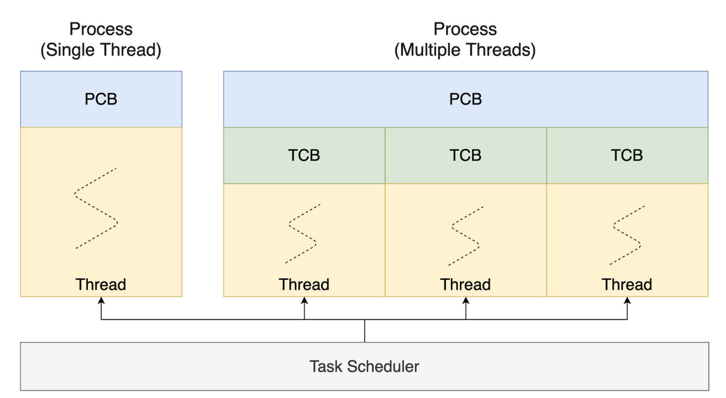 Process
(Single Thread)
Process
(Multiple Threads)
PCB
PCB
TCB
TCB
TCB
Thread
Thread
Thread
Thread
Task Scheduler